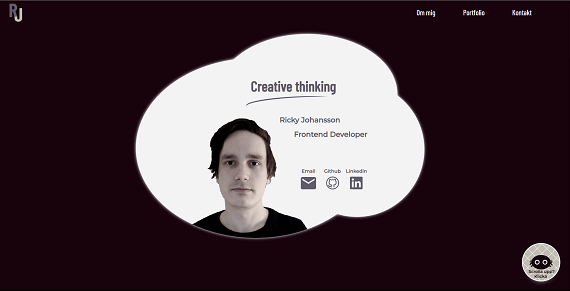 RJ
Om mig
Portfolio
Kontakt
Creative thinking
Ricky Johansson
Frontend Developer
Email
Github
Linkedin
Scrolla upp?
Klicka